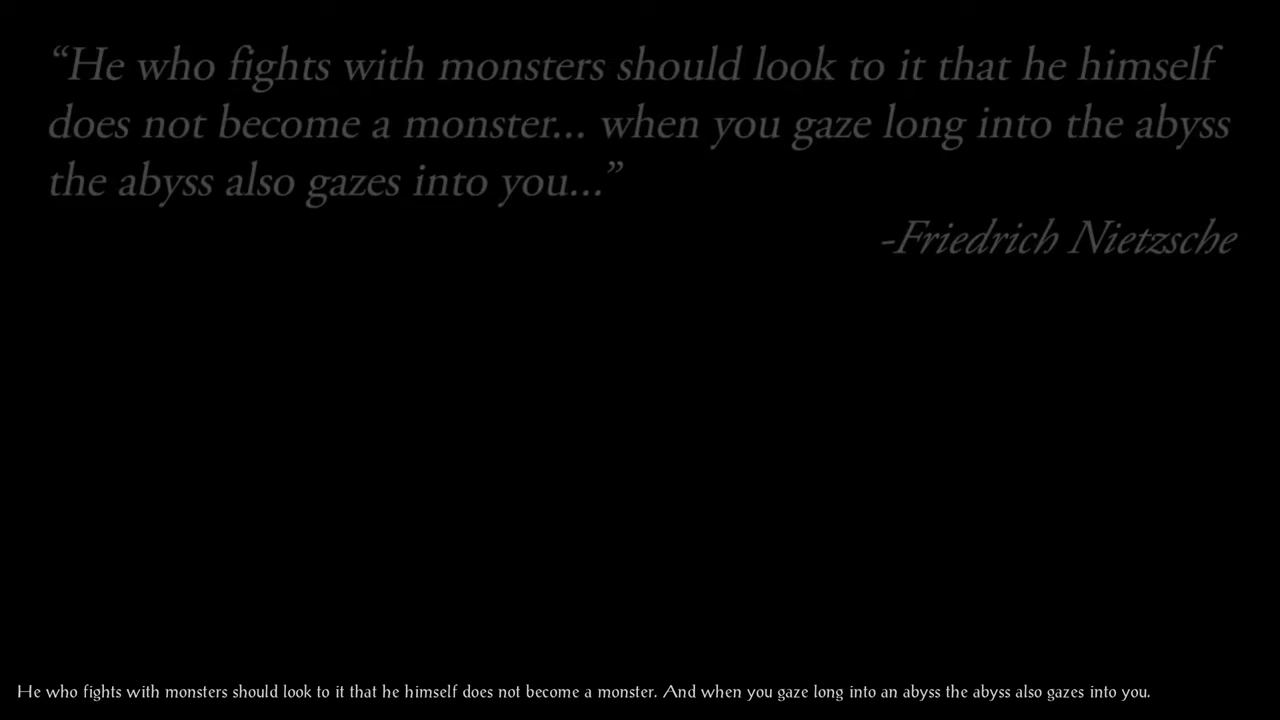 “He who fights with monsters should look to it that he himself
does not become a monster... when you gaze long into the abyss
the abyss also gazes into you...”
-Friedrich Nietzsche
He who fights with monsters should look to it that he himself does not become a monster. And when you gaze long into an abyss the abyss also gazes into you.